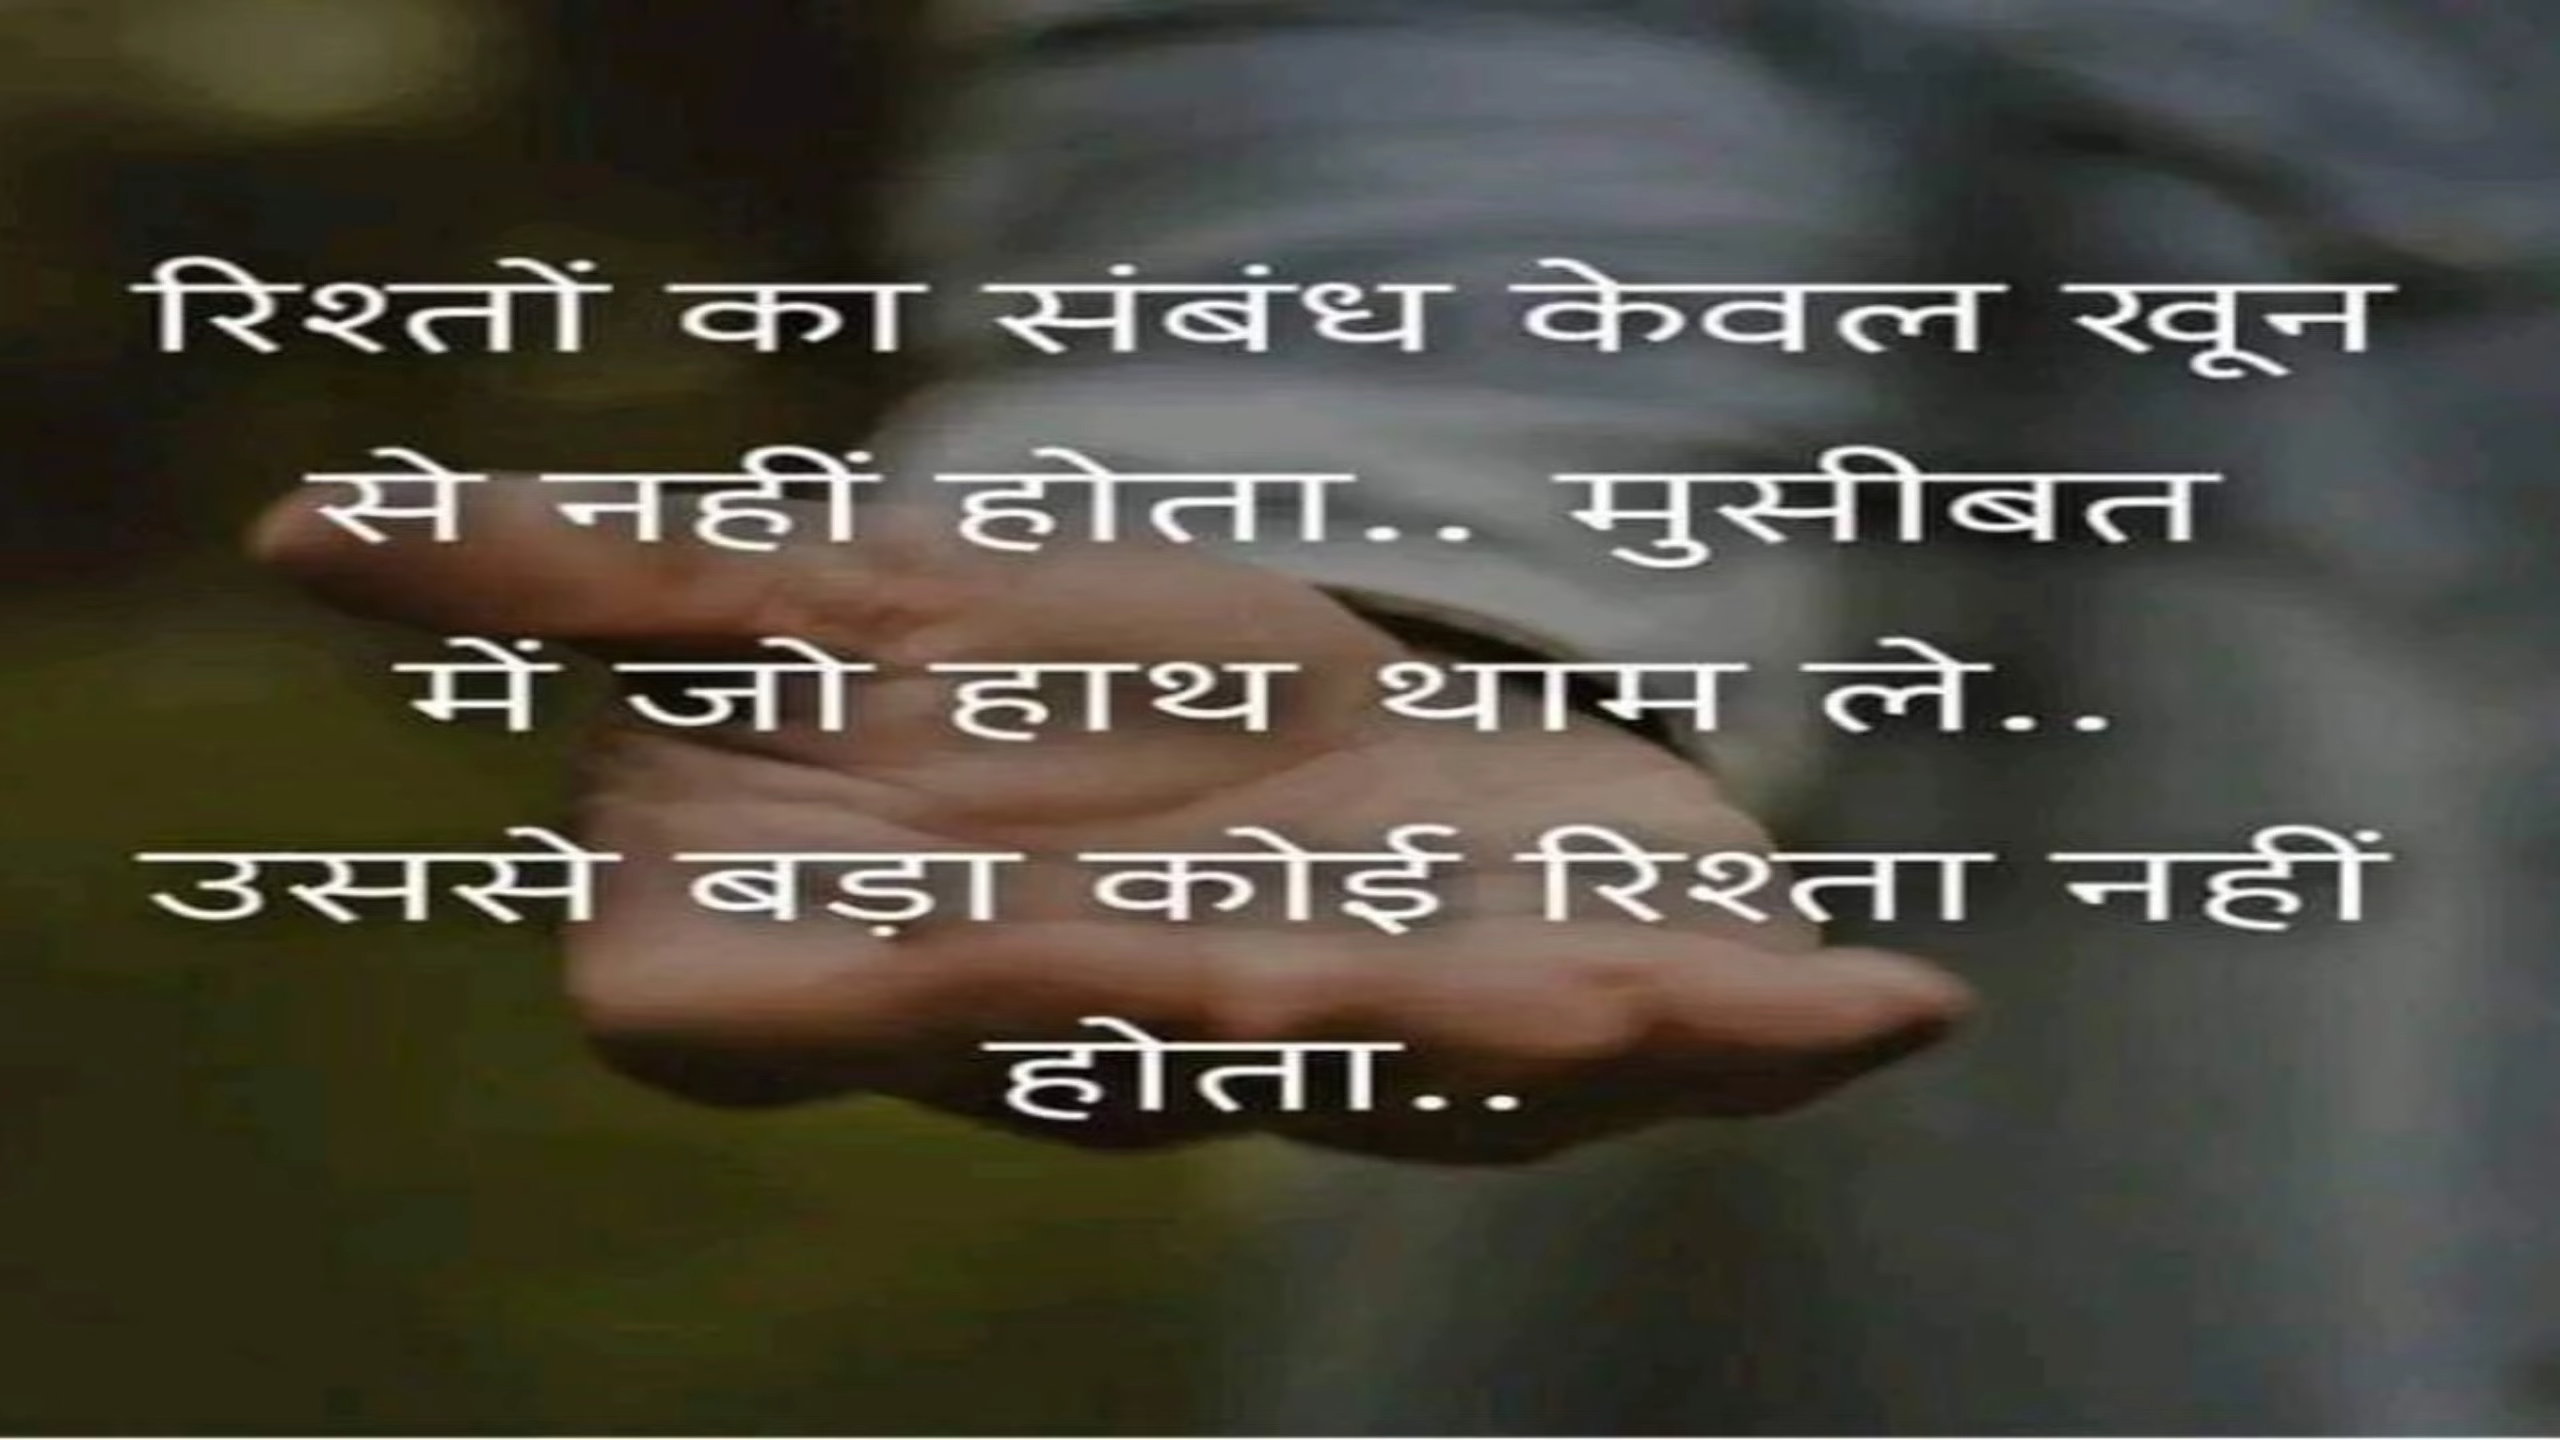 रिश्तों का संबंध केवल खून
से नहीं होता.. मुसीबत
में जो हाथ थाम ले..
उससे बड़ा कोई रिश्ता नहीं
होता..